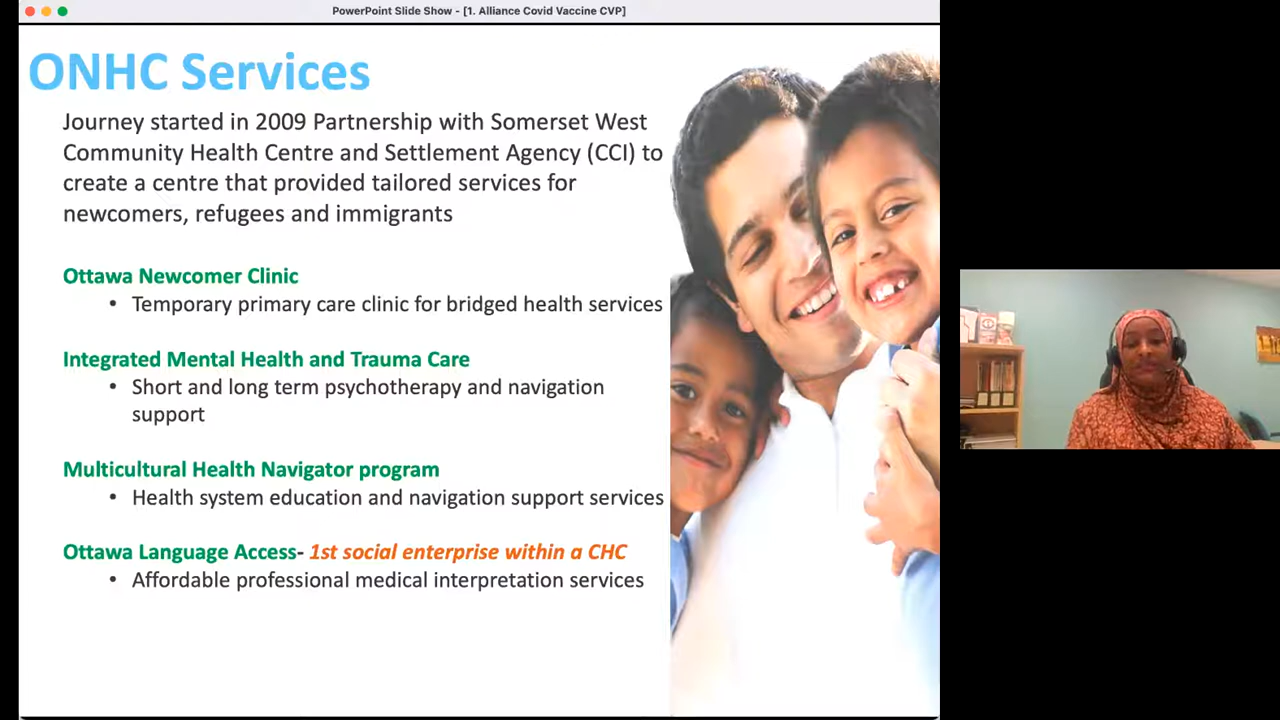 PowerPoint Slide Show - [1. Alliance Covid Vaccine CVP]
ONHC Services
Journey started in 2009 Partnership with Somerset West
Community Health Centre and Settlement Agency (CCI) to
create a centre that provided tailored services for
newcomers, refugees and immigrants
Ottawa Newcomer Clinic
• Temporary primary care clinic for bridged health services
Integrated Mental Health and Trauma Care
• Short and long term psychotherapy and navigation
support
Multicultural Health Navigator program
• Health system education and navigation support services
Ottawa Language Access- 1st social enterprise within a CHC
• Affordable professional medical interpretation services